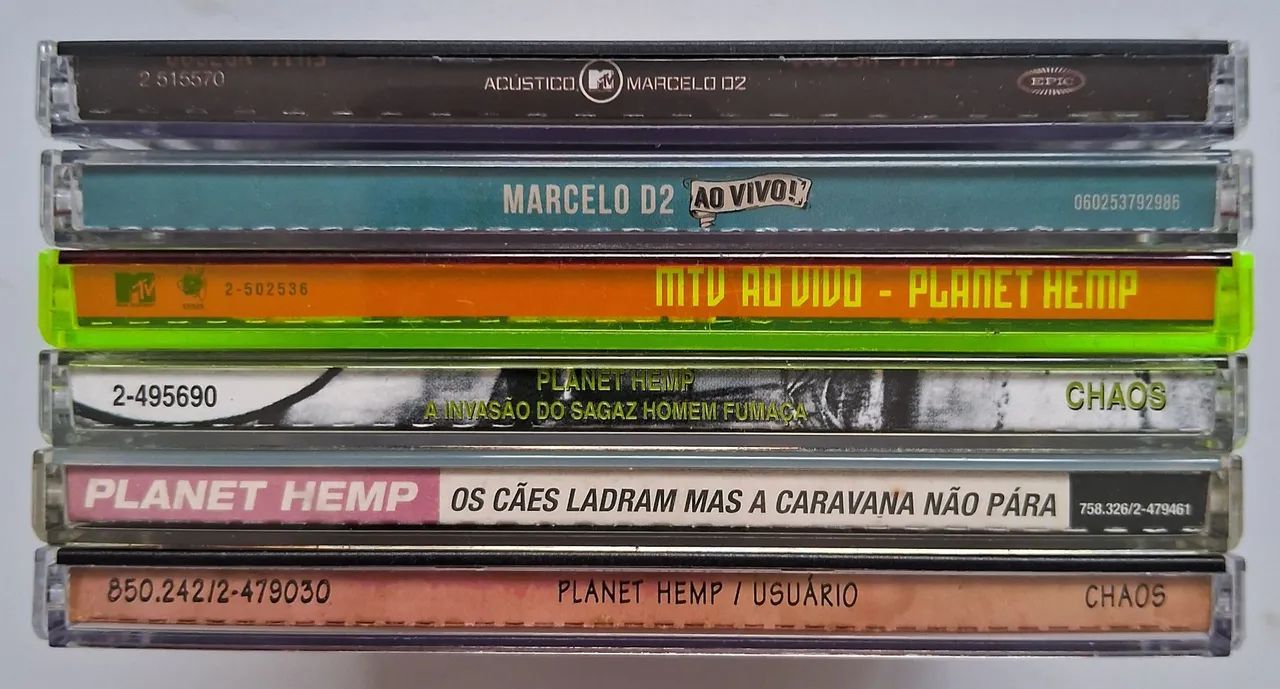 2 515570 ACÚSTICO MTV MARCELO D2 EPIC
MARCELO D2 AO VIVO! 060253792986
MTV 2-502536 MTV AO VIVO - PLANET HEMP
2-495690 PLANET HEMP CHAOS
A INVASÃO DO SAGAZ HOMEM FUMAÇA
PLANET HEMP OS CÃES LADRAM MAS A CARAVANA NÃO PÁRA 758.326/2-479461
850.242/2-479030 PLANET HEMP / USUÁRIO CHAOS